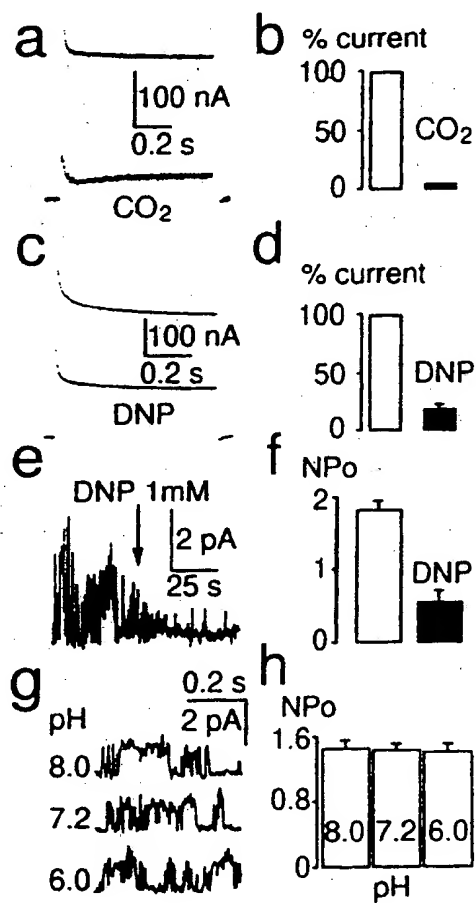 a
100 nA
0.2 s
CO₂
b
% current
100
50
0
CO₂
c
100 nA
0.2 s
DNP
d
% current
100
50
0
DNP
e
DNP 1mM
2 pA
25 s
f
NPo
2
1
0
DNP
g
0.2 s
2 pA
pH
8.0
7.2
6.0
h
NPo
1.6
0.8
0
8.0 7.2 6.0
pH